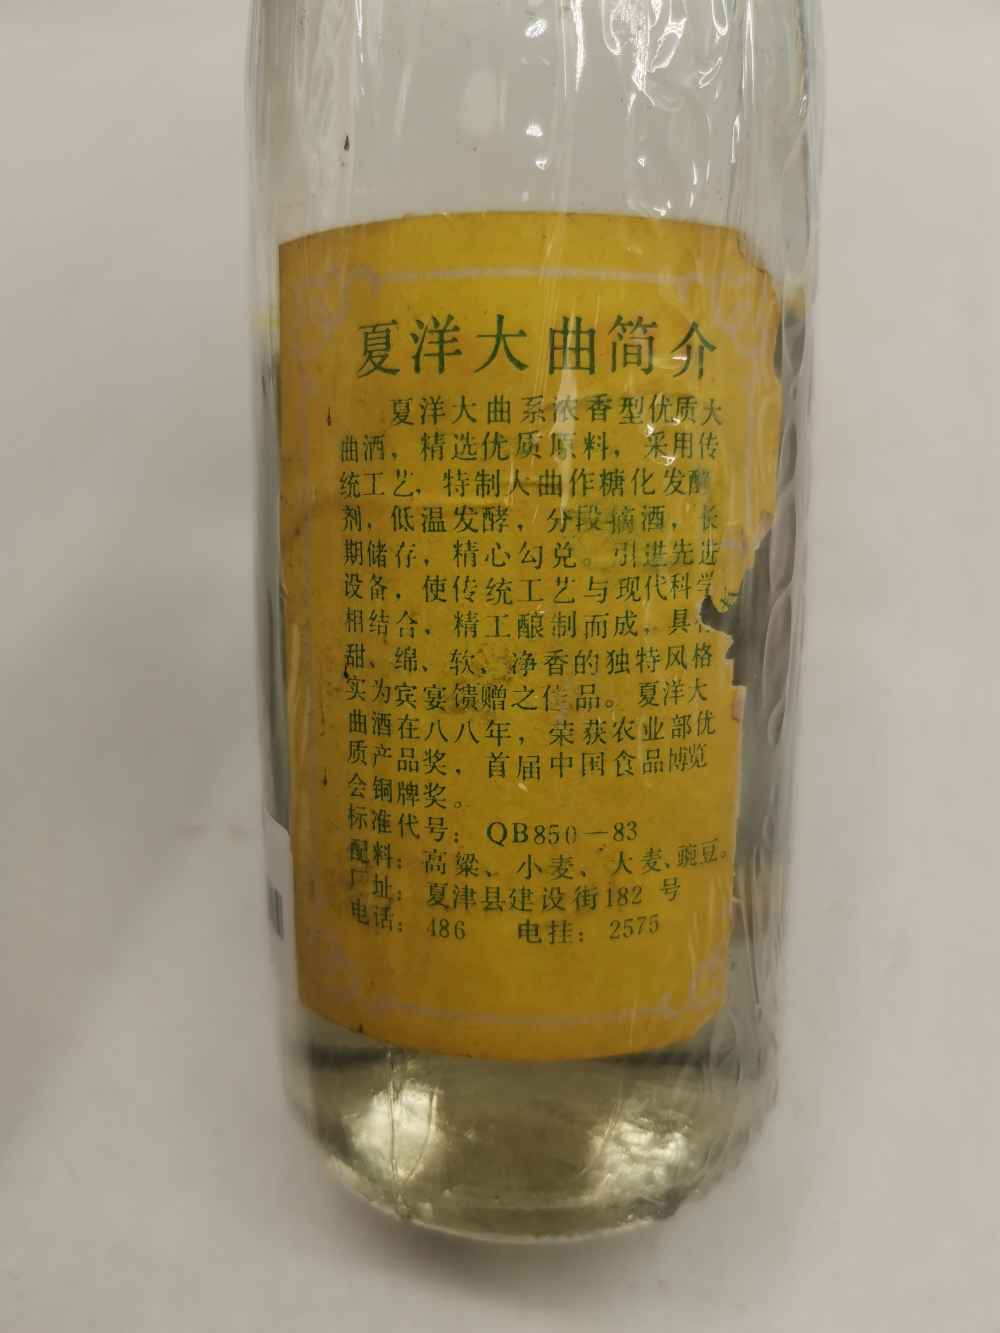 夏洋大曲简介
夏洋大曲系浓香型优质大
曲酒，精选优质原料，采用传
统工艺，特制大曲作糖化发酵
剂，低温发酵，分段摘酒，长
期储存，精心勾兑。引进先进
设备，使传统工艺与现代科学
相结合，精工酿制而成，具
甜、绵、软、净香的独特风格
实为宾宴馈赠之佳品。夏洋大
曲酒在八八年，荣获农业部优
质产品奖，首届中国食品博览
会铜牌奖。
标准代号：QB850—83
配料：高粱、小麦、大麦、豌豆。
厂址：夏津县建设街182号
电话：486 电挂：2575